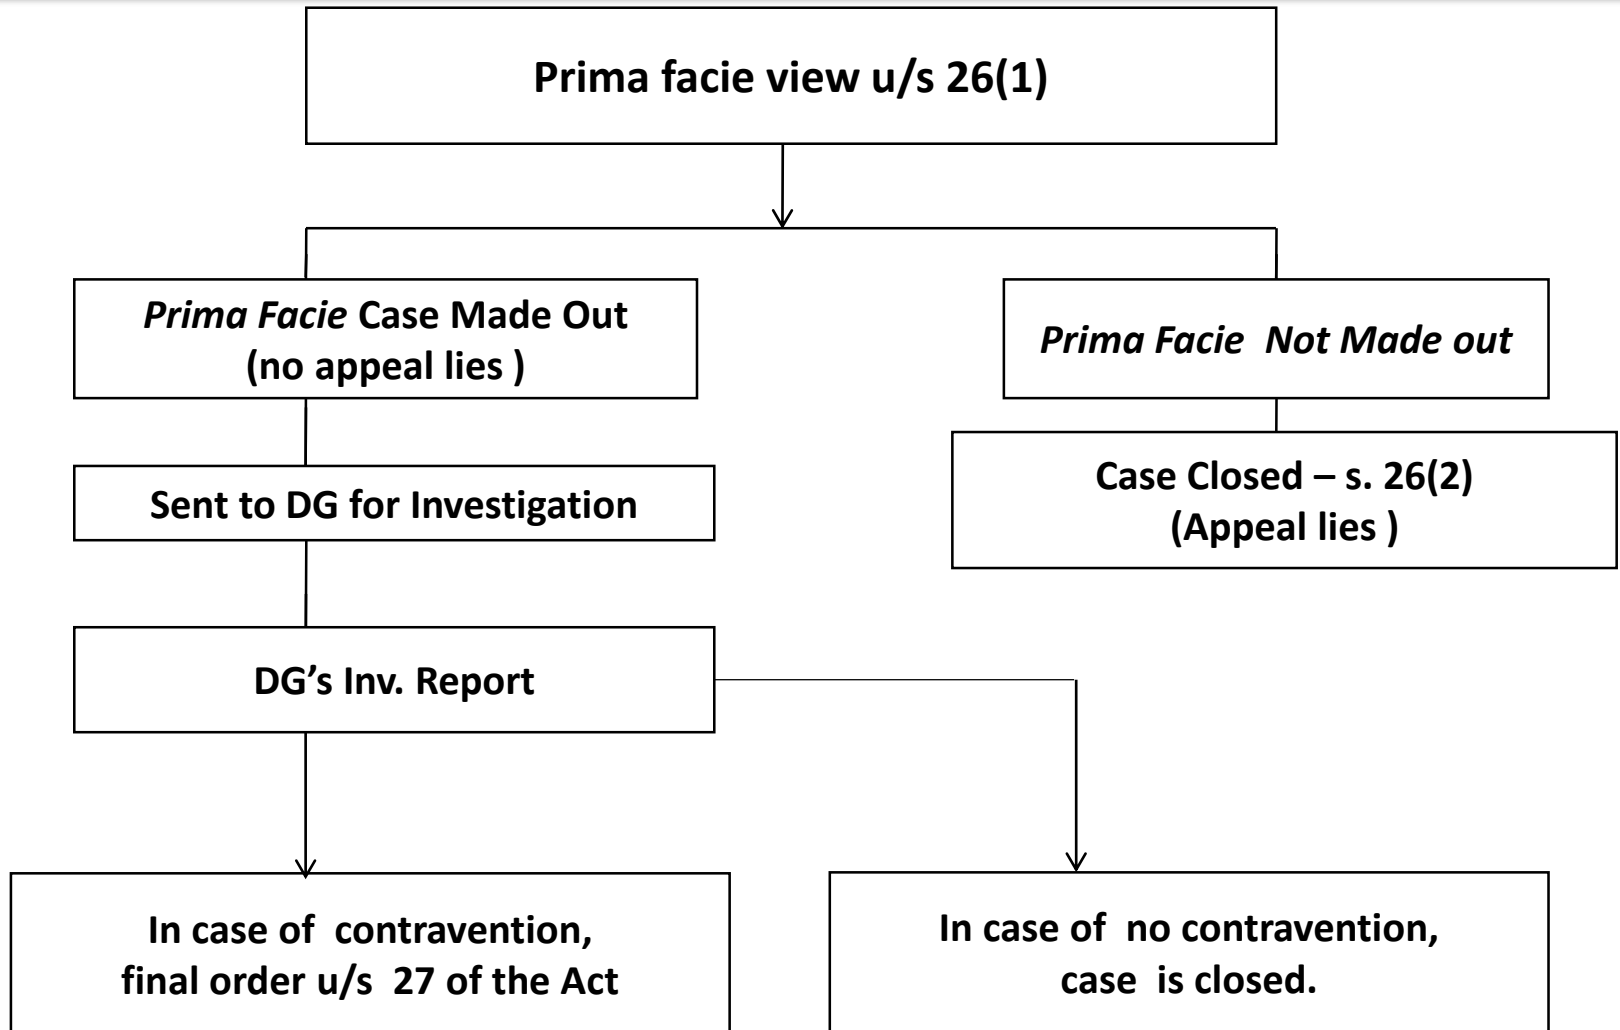 Prima facie view u/s 26(1)
Prima Facie Case Made Out
(no appeal lies )
Prima Facie  Not Made out
Case Closed – s. 26(2)
(Appeal lies )
Sent to DG for Investigation
DG’s Inv. Report
In case of  contravention,
final order u/s  27 of the Act
In case of  no contravention,
case  is closed.